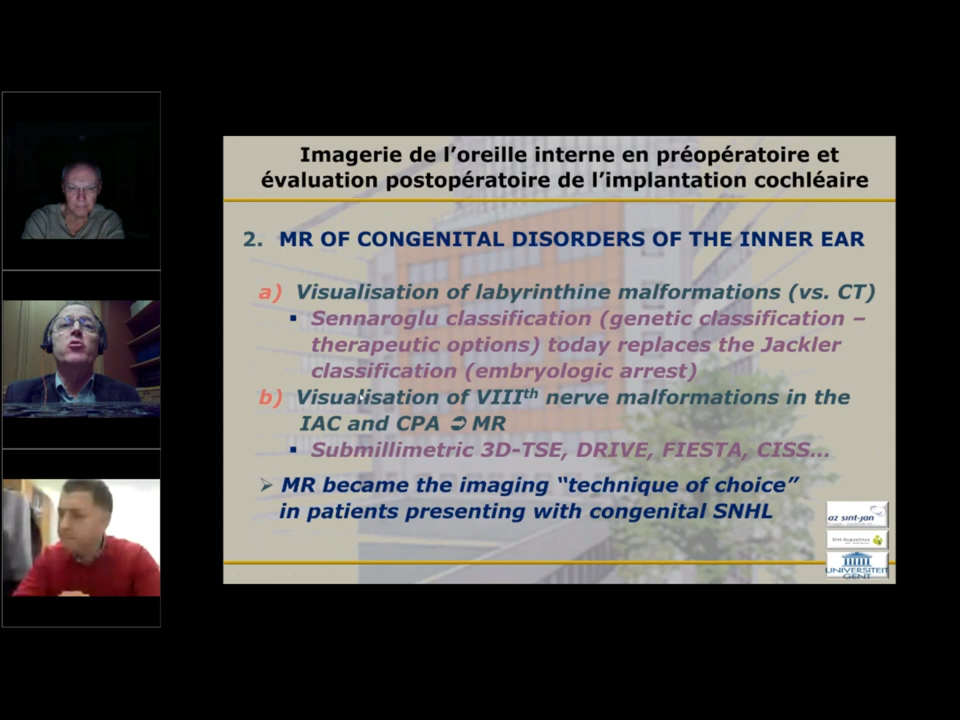 Imagerie de l’oreille interne en préopératoire et
évaluation postopératoire de l’implantation cochléaire
2. MR OF CONGENITAL DISORDERS OF THE INNER EAR
a) Visualisation of labyrinthine malformations (vs. CT)
▪ Sennaroglu classification (genetic classification –
therapeutic options) today replaces the Jackler
classification (embryologic arrest)
b) Visualisation of VIIIth nerve malformations in the
IAC and CPA ➲ MR
▪ Submillimetric 3D-TSE, DRIVE, FIESTA, CISS…
➢ MR became the imaging “technique of choice”
in patients presenting with congenital SNHL
az sint-jan
Sint-Augustinus
UNIVERSITEIT
GENT